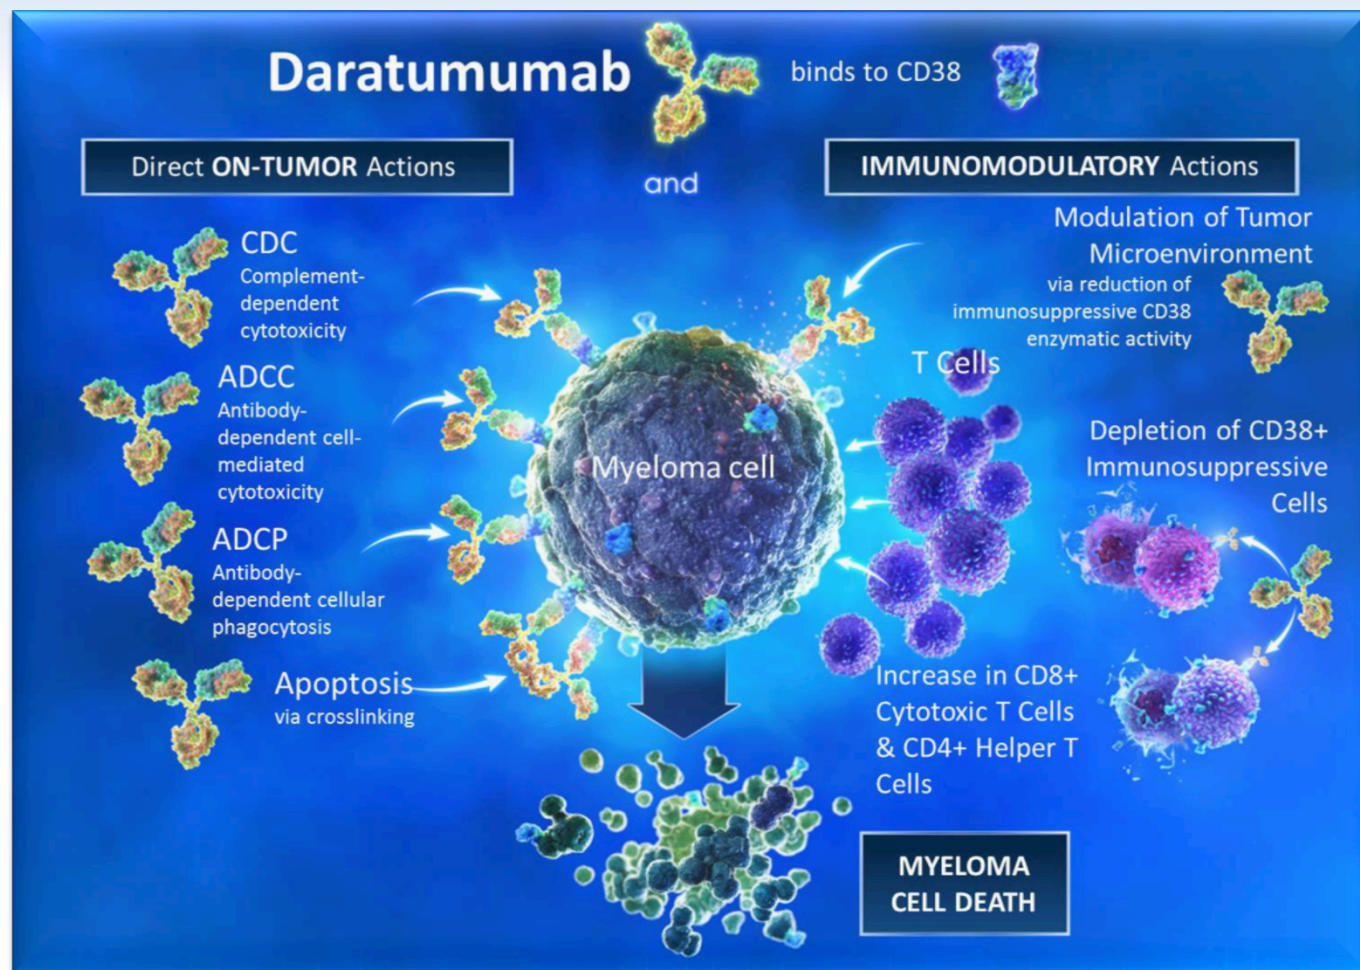 Daratumumab
binds to CD38
and
Direct ON-TUMOR Actions
CDC
Complement-
dependent
cytotoxicity
ADCC
Antibody-
dependent cell-
mediated
cytotoxicity
ADCP
Antibody-
dependent cellular
phagocytosis
Apoptosis
via crosslinking
Myeloma cell
IMMUNOMODULATORY Actions
Modulation of Tumor
Microenvironment
via reduction of
immunosuppressive CD38
enzymatic activity
T Cells
Depletion of CD38+
Immunosuppressive
Cells
Increase in CD8+
Cytotoxic T Cells
& CD4+ Helper T
Cells
MYELOMA
CELL DEATH